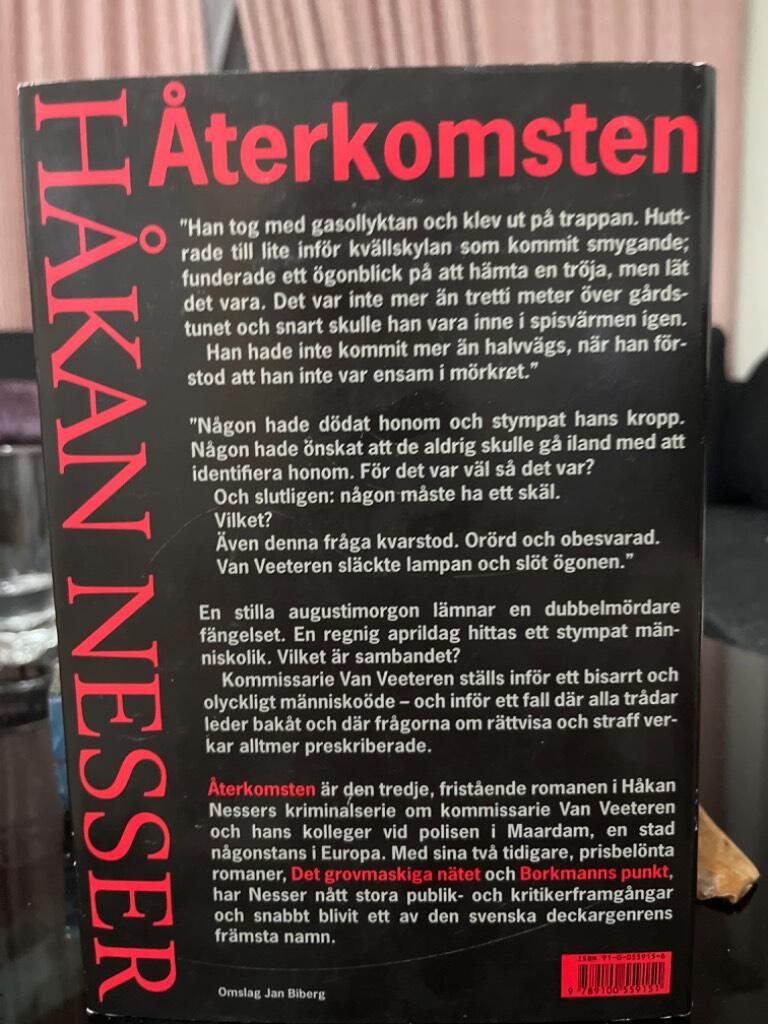 HÅKAN NESSER
Återkomsten
"Han tog med gasollyktan och klev ut på trappan. Hutt-
rade till lite inför kvällskylan som kommit smygande;
funderade ett ögonblick på att hämta en tröja, men lät
det vara. Det var inte mer än tretti meter över gårds-
tunet och snart skulle han vara inne i spisvärmen igen.
Han hade inte kommit mer än halvvägs, när han för-
stod att han inte var ensam i mörkret."
"Någon hade dödat honom och stympat hans kropp.
Någon hade önskat att de aldrig skulle gå iland med att
identifiera honom. För det var väl så det var?
Och slutligen: någon måste ha ett skäl.
Vilket?
Även denna fråga kvarstod. Orörd och obesvarad.
Van Veeteren släckte lampan och slöt ögonen."
En stilla augustimorgon lämnar en dubbelmördare
fängelset. En regnig aprildag hittas ett stympat män-
niskolik. Vilket är sambandet?
Kommissarie Van Veeteren ställs inför ett bisarrt och
olyckligt människoöde – och inför ett fall där alla trådar
leder bakåt och där frågorna om rättvisa och straff ver-
kar alltmer preskriberade.
Återkomsten är den tredje, fristående romanen i Håkan
Nessers kriminalserie om kommissarie Van Veeteren
och hans kolleger vid polisen i Maardam, en stad
någonstans i Europa. Med sina två tidigare, prisbelönta
romaner, Det grovmaskiga nätet och Borkmanns punkt,
har Nesser nått stora publik- och kritikerframgångar
och snabbt blivit ett av den svenska deckargenrens
främsta namn.
Omslag Jan Biberg
ISBN 91-0-055915-6
9 789100 559151